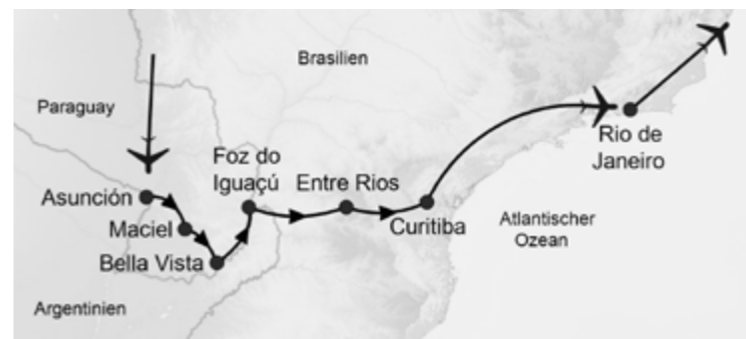 Brasilien
Paraguay
Foz do
Iguaçú
Entre Rios
Rio de
Janeiro
Asunción
Maciel
Curitiba
Atlantischer
Ozean
Bella Vista
Argentinien